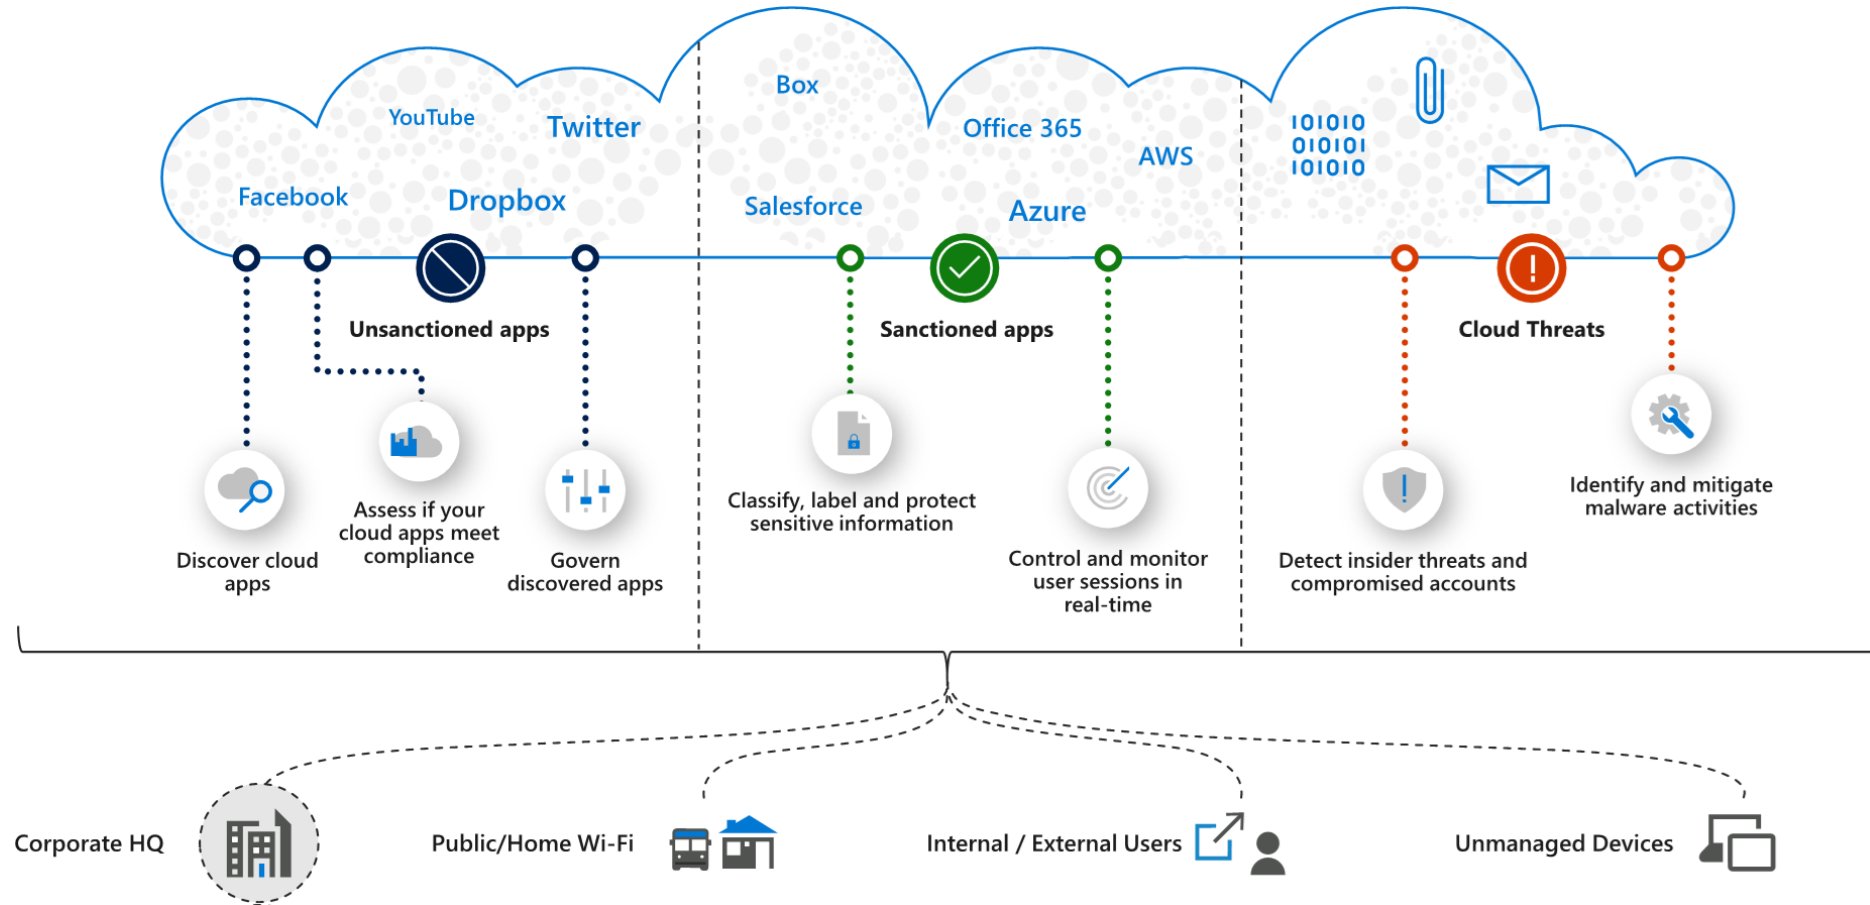 Box
YouTube
Twitter
Office 365
AWS
101010
010101
101010
Facebook
Dropbox
Salesforce
Azure
Unsanctioned apps
Sanctioned apps
Cloud Threats
Discover cloud
apps
Assess if your
cloud apps meet
compliance
Govern
discovered apps
Classify, label and protect
sensitive information
Control and monitor
user sessions in
real-time
Detect insider threats and
compromised accounts
Identify and mitigate
malware activities
Corporate HQ
Public/Home Wi-Fi
Internal / External Users
Unmanaged Devices